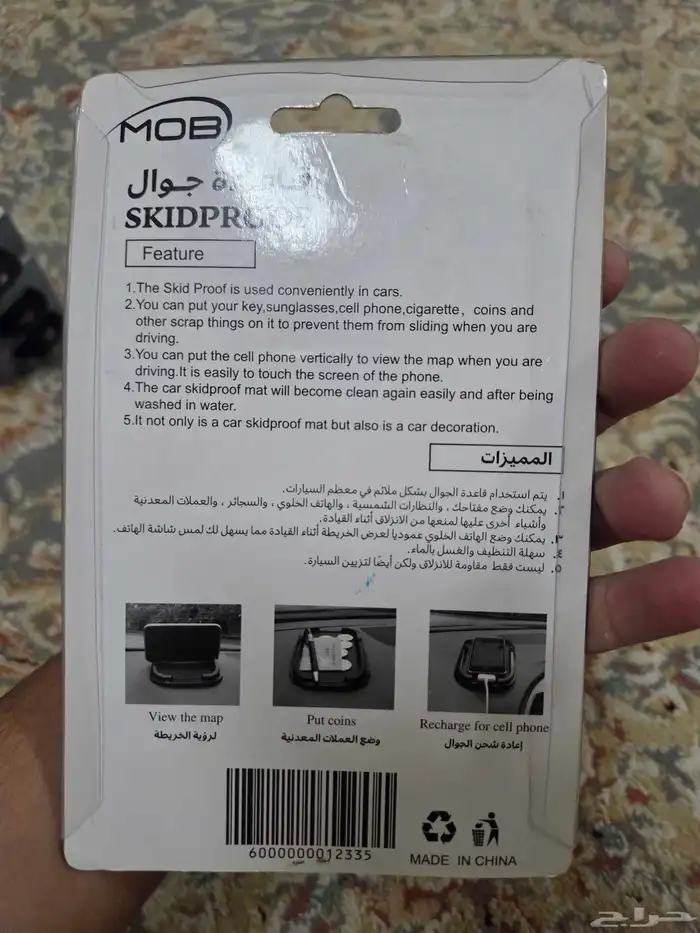 MOB
جوال
Feature
1.The Skid Proof is used conveniently in cars.
2.You can put your key,sunglasses,cell phone,cigarette, coins and
other scrap things on it to prevent them from sliding when you are
driving.
3.You can put the cell phone vertically to view the map when you are
driving.It is easily to touch the screen of the phone.
4.The car skidproof mat will become clean again easily and after being
washed in water.
5.It not only is a car skidproof mat but also is a car decoration.
المميزات
١. يتم استخدام قاعدة الجوال بشكل ملائم في معظم السيارات.
٢. يمكنك وضع مفتاحك ، والنظارات الشمسية ، والهاتف الخلوي ، والسجائر ، والعملات المعدنية
وأشياء أخرى عليها لمنعها من الانزلاق أثناء القيادة.
٣. يمكنك وضع الهاتف الخلوي عموديا لعرض الخريطة أثناء القيادة مما يسهل لك لمس شاشة الهاتف.
٤. سهلة التنظيف والغسل بالماء.
٥. ليست فقط مقاومة للانزلاق ولكن أيضًا لتزيين السيارة.
View the map
لرؤية الخريطة
Put coins
وضع العملات المعدنية
Recharge for cell phone
إعادة شحن الجوال
6000000012335
MADE IN CHINA
حراج